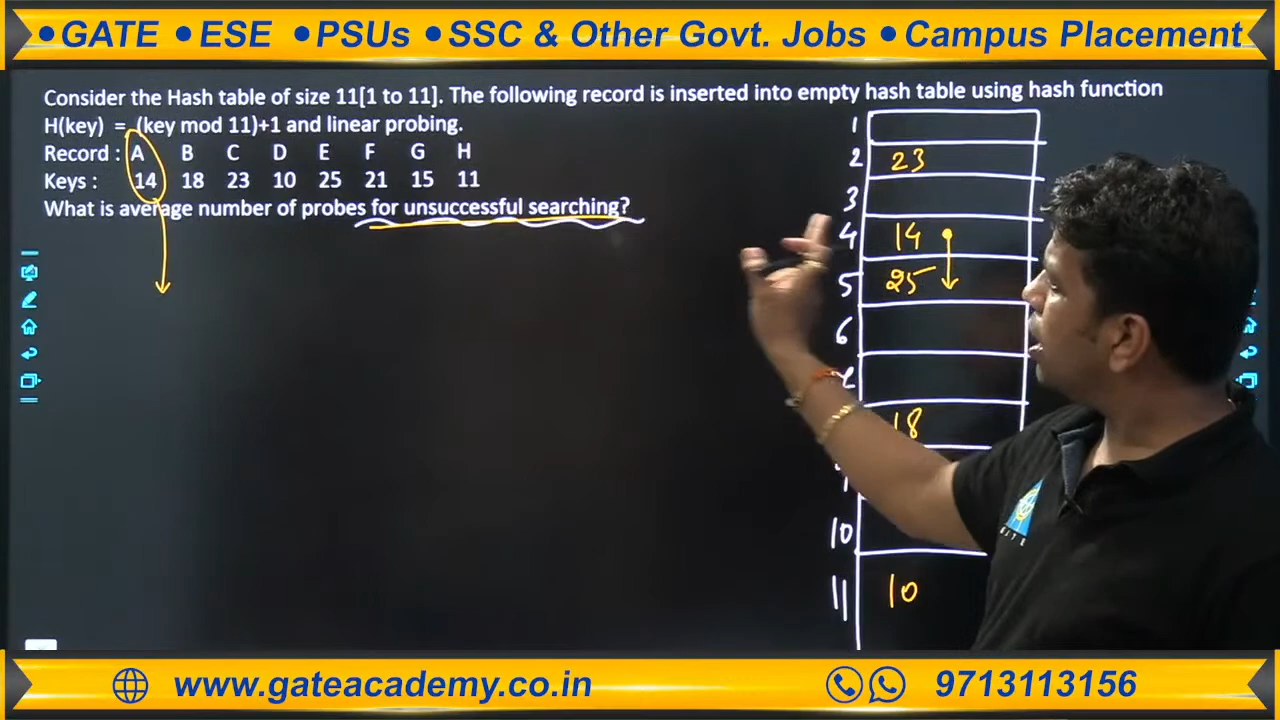 •GATE •ESE •PSUs •SSC & Other Govt. Jobs •Campus Placement
Consider the Hash table of size 11[1 to 11]. The following record is inserted into empty hash table using hash function
H(key) = (key mod 11)+1 and linear probing.
Record : A B C D E F G H
Keys : 14 18 23 10 25 21 15 11
What is average number of probes for unsuccessful searching?
1
2 23
3
4 14
5 25
6
18
10
11 10
www.gateacademy.co.in 9713113156